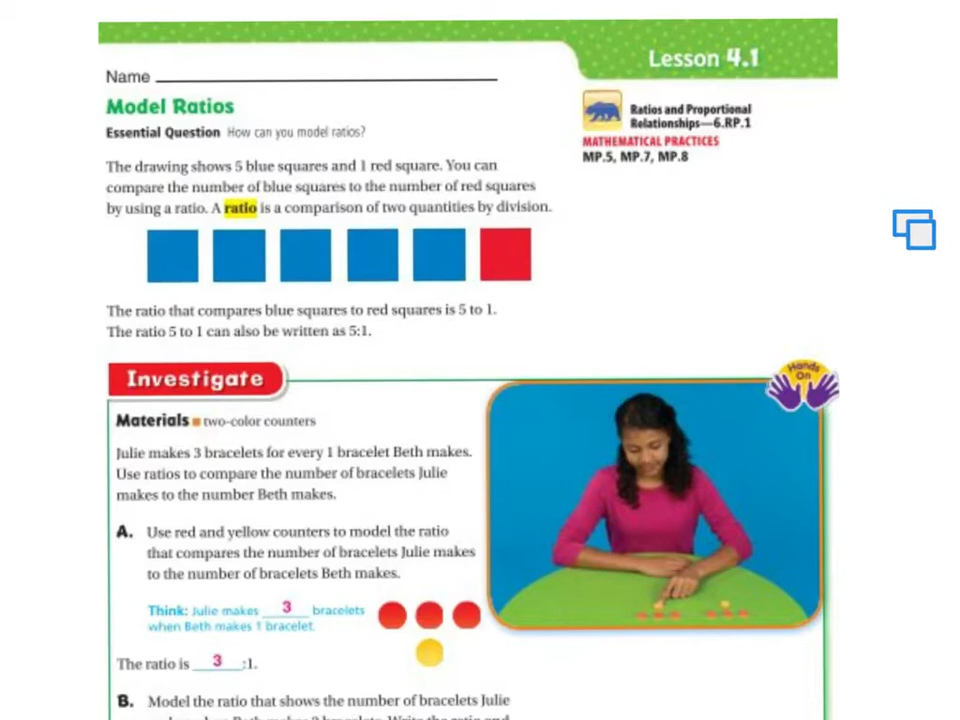 Lesson 4.1
Name
Model Ratios
Essential Question How can you model ratios?
Ratios and Proportional
Relationships—6.RP.1
MATHEMATICAL PRACTICES
MP.5, MP.7, MP.8
The drawing shows 5 blue squares and 1 red square. You can
compare the number of blue squares to the number of red squares
by using a ratio. A ratio is a comparison of two quantities by division.
The ratio that compares blue squares to red squares is 5 to 1.
The ratio 5 to 1 can also be written as 5:1.
Investigate
Hands
On
Materials ■ two-color counters
Julie makes 3 bracelets for every 1 bracelet Beth makes.
Use ratios to compare the number of bracelets Julie
makes to the number Beth makes.
A. Use red and yellow counters to model the ratio
that compares the number of bracelets Julie makes
to the number of bracelets Beth makes.
Think: Julie makes 3 bracelets
when Beth makes 1 bracelet.
The ratio is 3 :1.
B. Model the ratio that shows the number of bracelets Julie